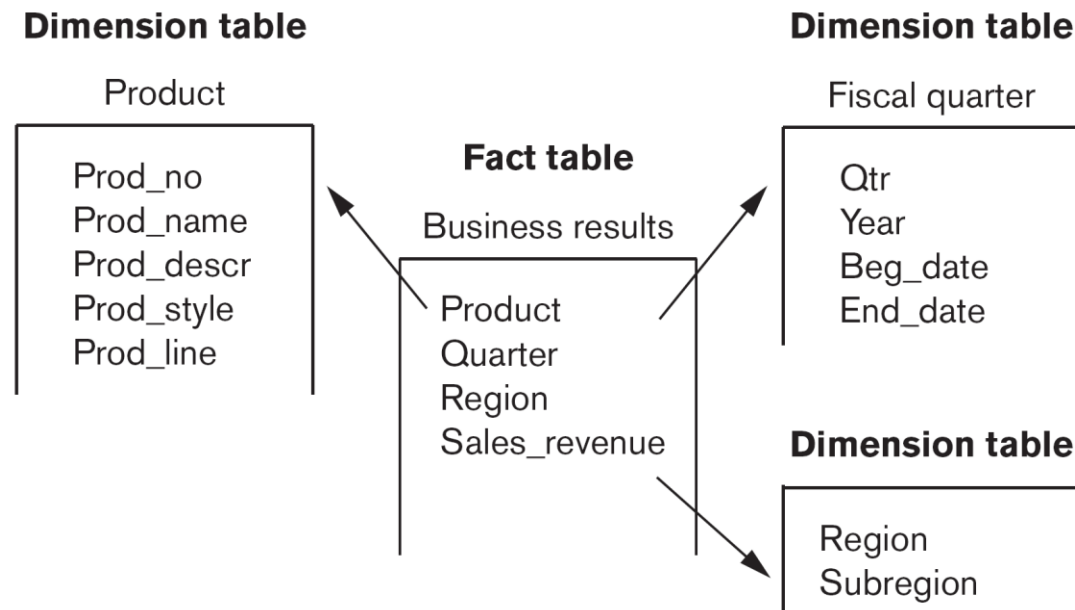 Dimension table
Product
Prod_no
Prod_name
Prod_descr
Prod_style
Prod_line
Fact table
Business results
Product
Quarter
Region
Sales_revenue
Dimension table
Fiscal quarter
Qtr
Year
Beg_date
End_date
Dimension table
Region
Subregion